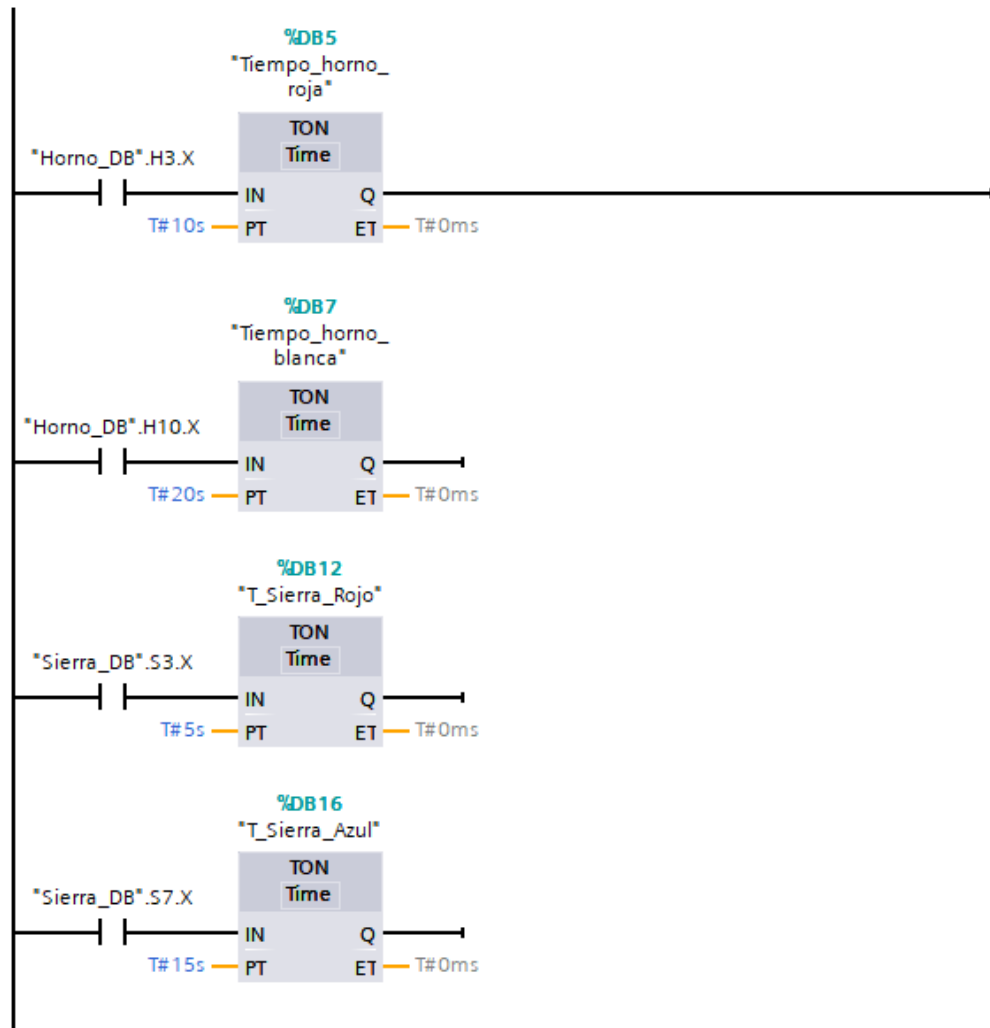 %DB5
"Tiempo_horno_
roja"
TON
Time
"Horno_DB".H3.X
IN Q
T#10s PT ET T#0ms
%DB7
"Tiempo_horno_
blanca"
TON
Time
"Horno_DB".H10.X
IN Q
T#20s PT ET T#0ms
%DB12
"T_Sierra_Rojo"
TON
Time
"Sierra_DB".S3.X
IN Q
T#5s PT ET T#0ms
%DB16
"T_Sierra_Azul"
TON
Time
"Sierra_DB".S7.X
IN Q
T#15s PT ET T#0ms